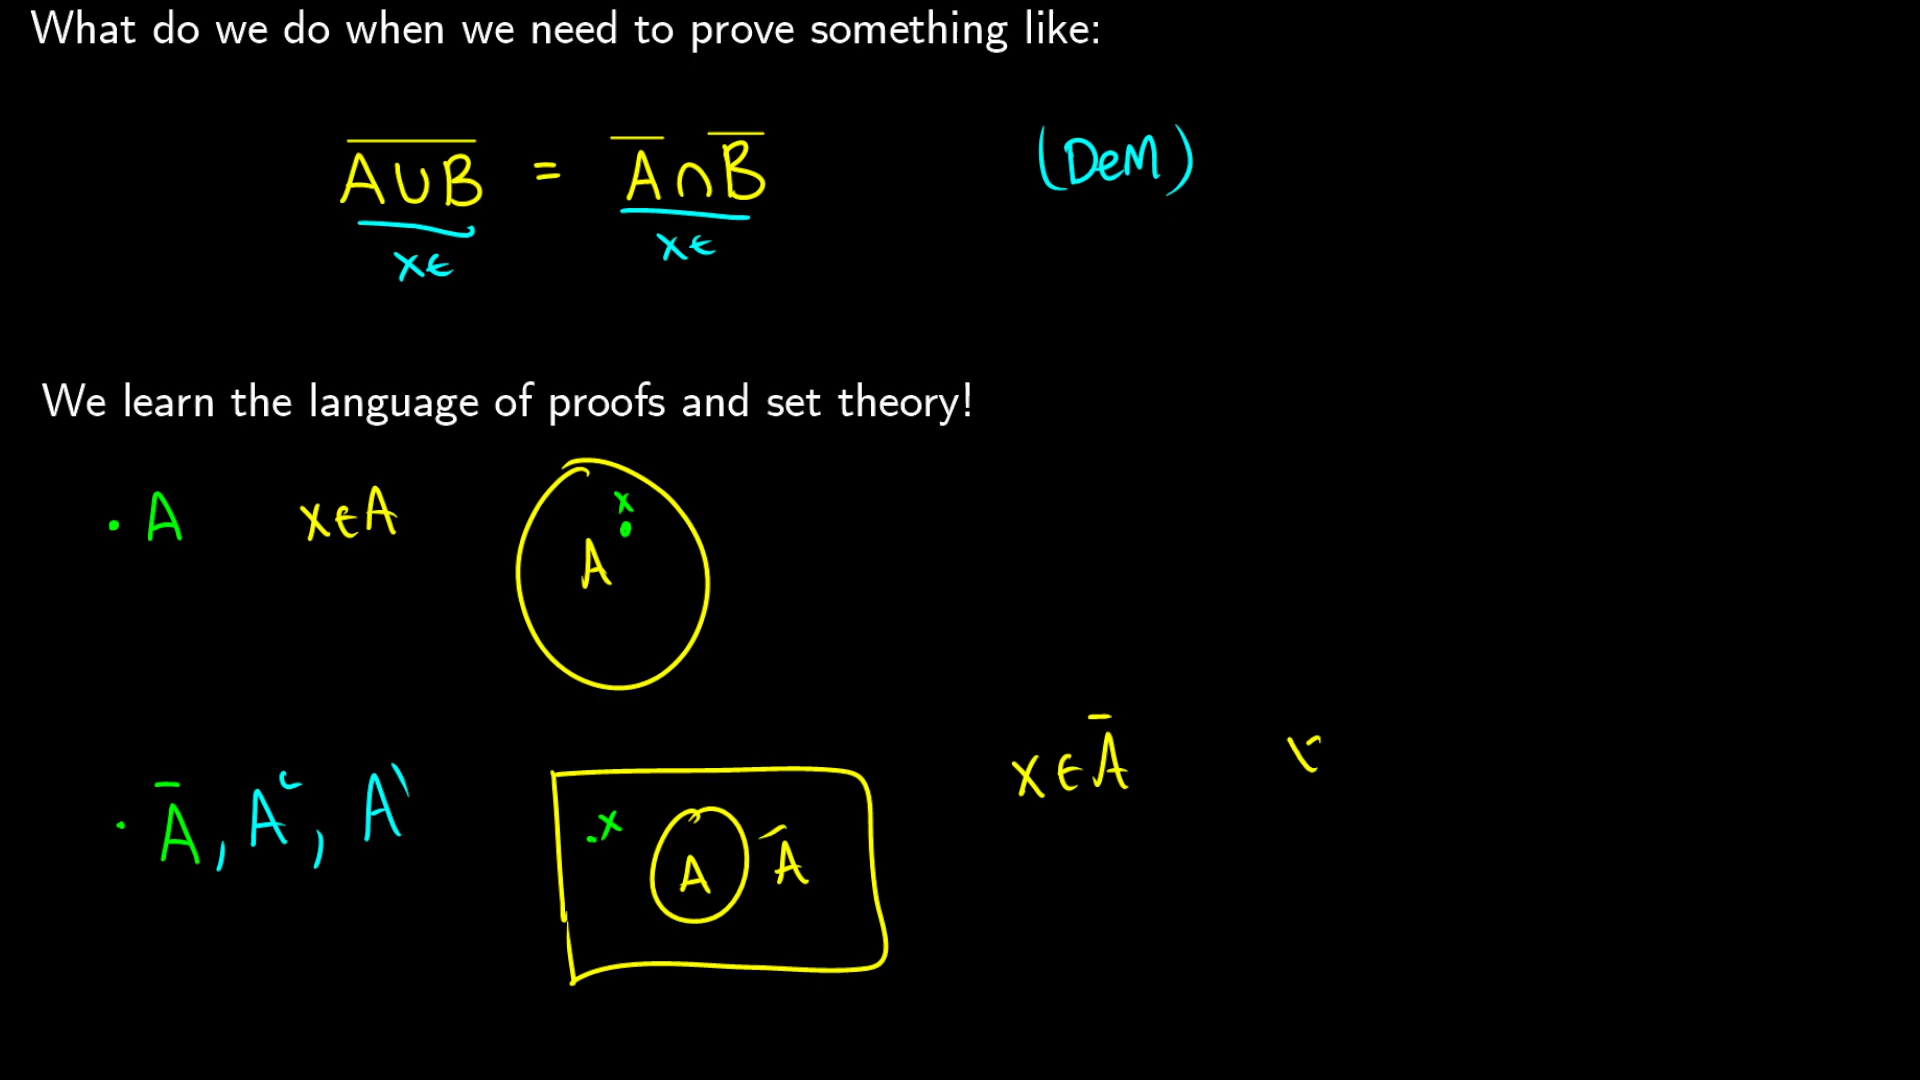 What do we do when we need to prove something like:
A̅∪̅B̅ = A̅∩B̅ (DeM)
x∈ x∈
We learn the language of proofs and set theory!
• A x∈A
x
A
x∈A̅
• A̅, Aᶜ, A'
.x A A̅